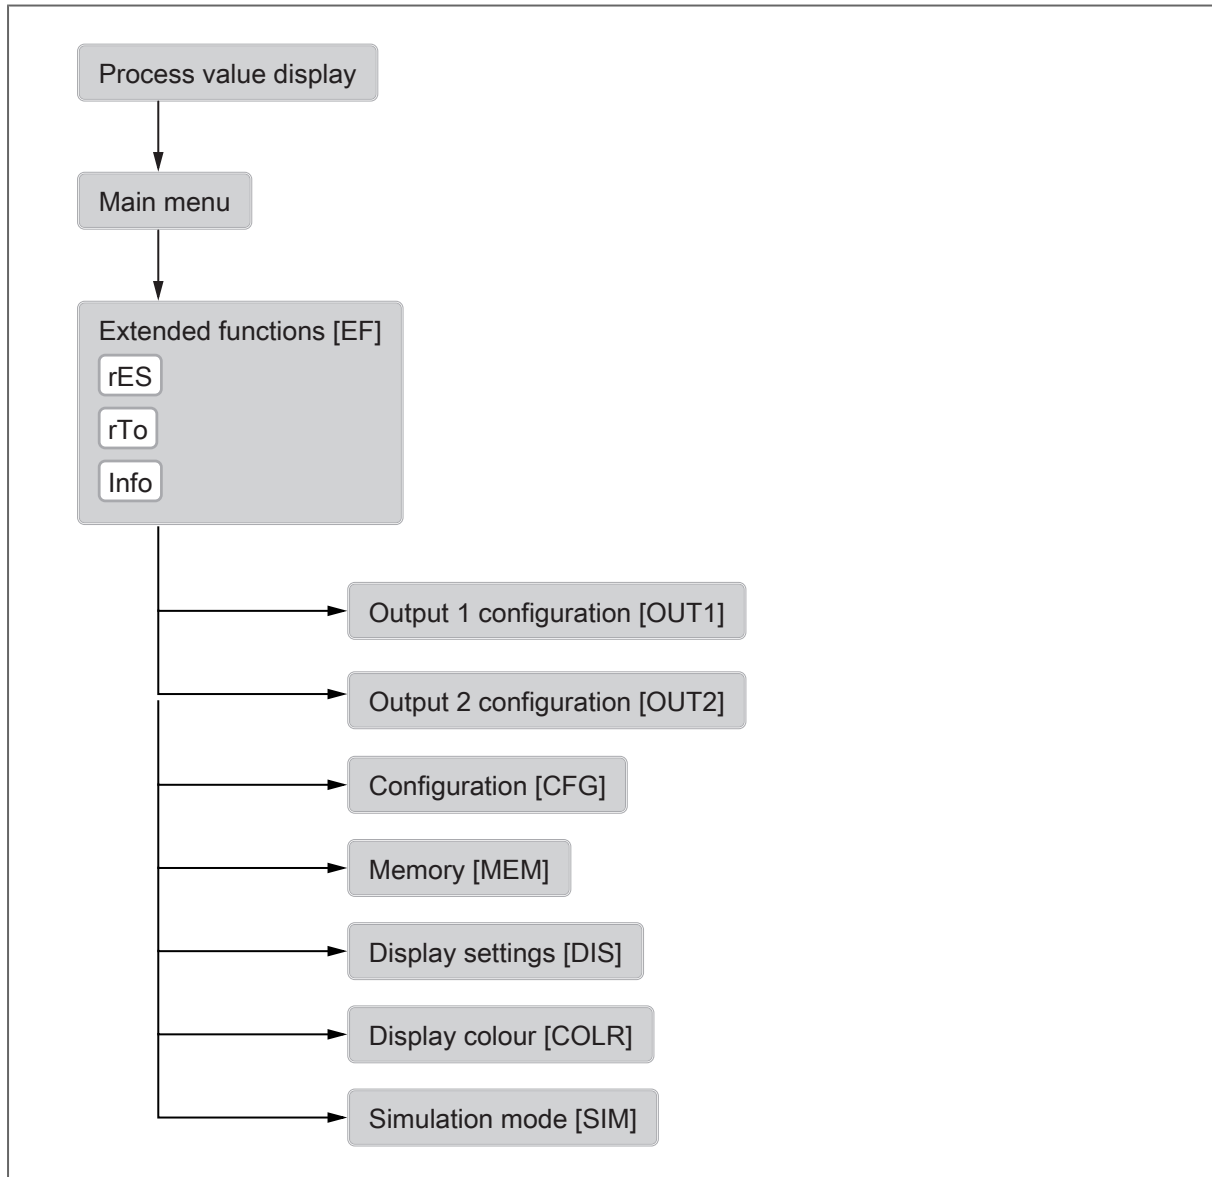 Process value display
Main menu
Extended functions [EF]
rES
rTo
Info
Output 1 configuration [OUT1]
Output 2 configuration [OUT2]
Configuration [CFG]
Memory [MEM]
Display settings [DIS]
Display colour [COLR]
Simulation mode [SIM]